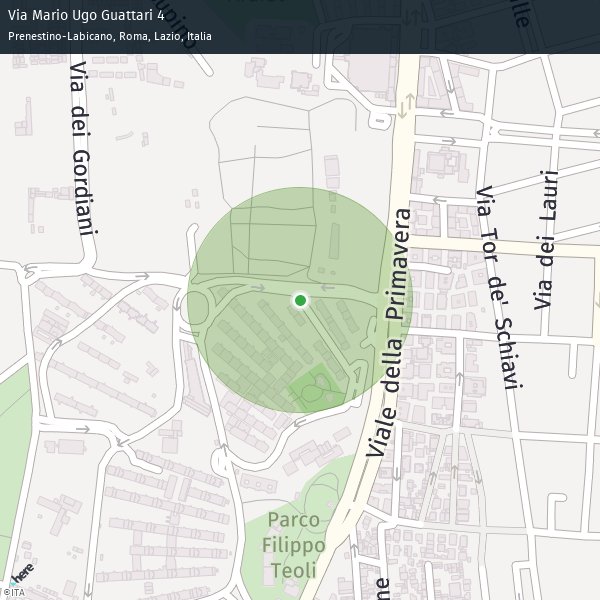 Via Mario Ugo Guattari 4
Prenestino-Labicano, Roma, Lazio, Italia
Via dei Gordiani
Viale della Primavera
Via Tor de' Schiavi
Via dei Lauri
Parco
Filippo
Teoli
here
©ITA